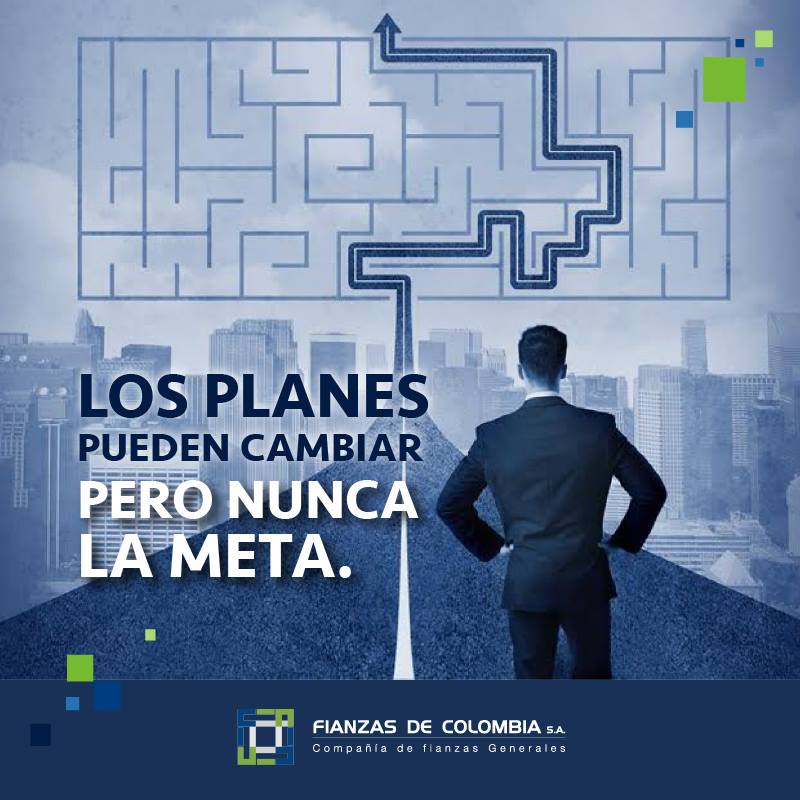 LOS PLANES
PUEDEN CAMBIAR
PERO NUNCA
LA META.
FIANZAS DE COLOMBIA S.A.
Compañía de fianzas Generales